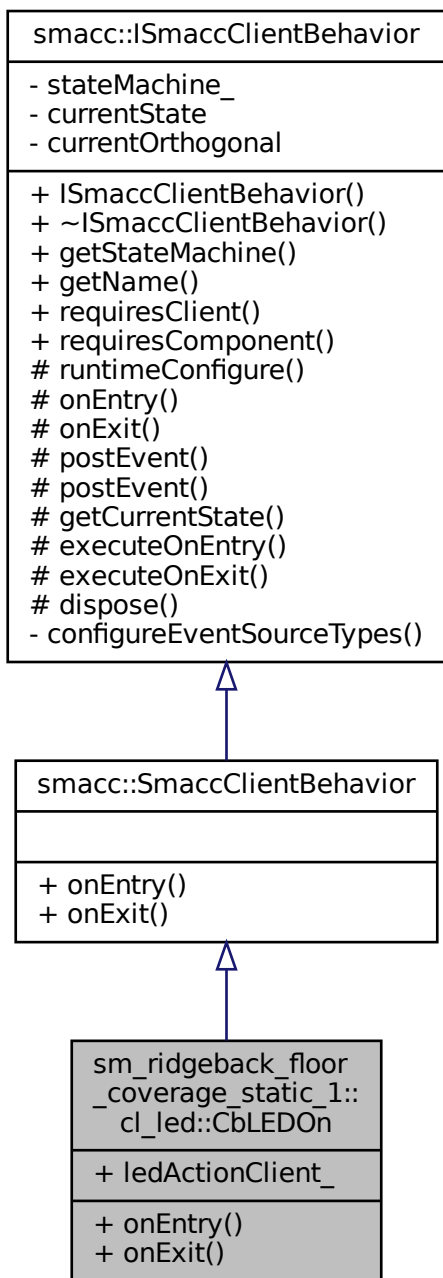 smacc::ISmaccClientBehavior
- stateMachine_
- currentState
- currentOrthogonal
+ ISmaccClientBehavior()
+ ~ISmaccClientBehavior()
+ getStateMachine()
+ getName()
+ requiresClient()
+ requiresComponent()
# runtimeConfigure()
# onEntry()
# onExit()
# postEvent()
# postEvent()
# getCurrentState()
# executeOnEntry()
# executeOnExit()
# dispose()
- configureEventSourceTypes()
smacc::SmaccClientBehavior
+ onEntry()
+ onExit()
sm_ridgeback_floor
_coverage_static_1::
cl_led::CbLEDOn
+ ledActionClient_
+ onEntry()
+ onExit()